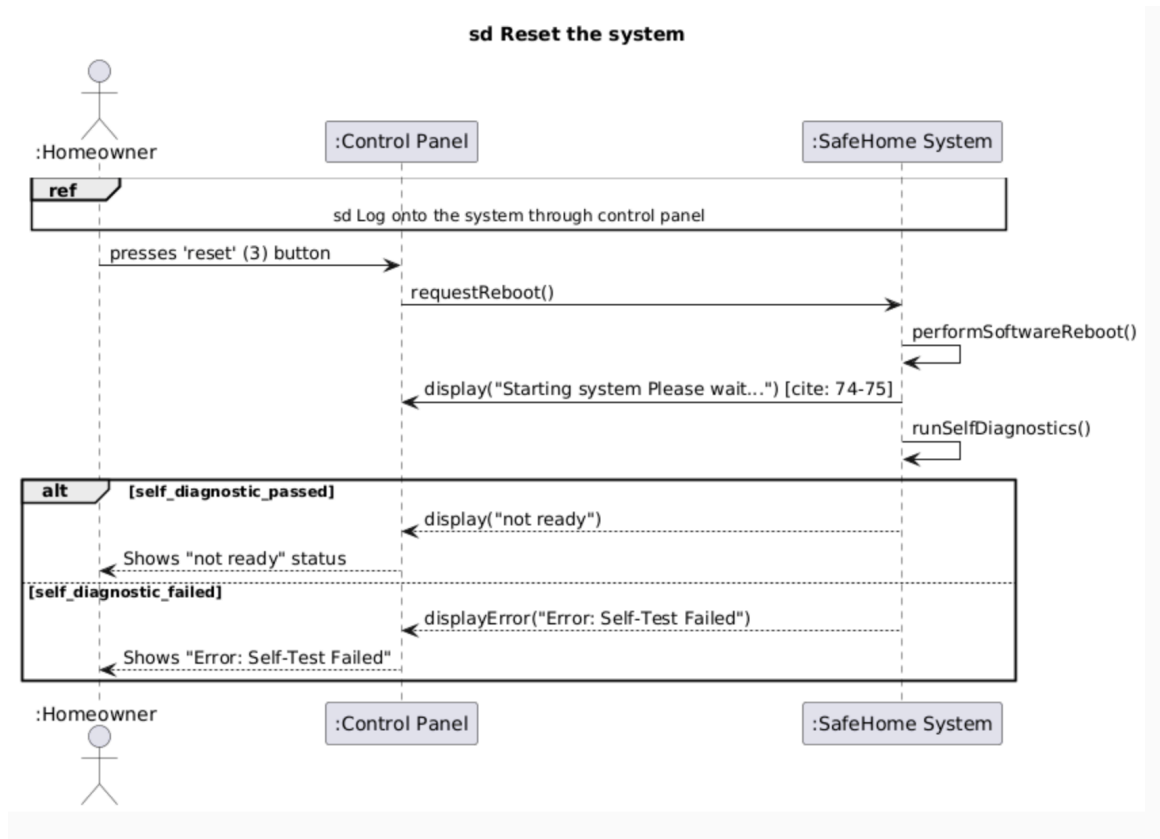 sd Reset the system
:Homeowner
:Control Panel
:SafeHome System
ref
sd Log onto the system through control panel
presses 'reset' (3) button
requestReboot()
performSoftwareReboot()
display("Starting system Please wait...") [cite: 74-75]
runSelfDiagnostics()
alt
[self_diagnostic_passed]
display("not ready")
Shows "not ready" status
[self_diagnostic_failed]
displayError("Error: Self-Test Failed")
Shows "Error: Self-Test Failed"
:Homeowner
:Control Panel
:SafeHome System